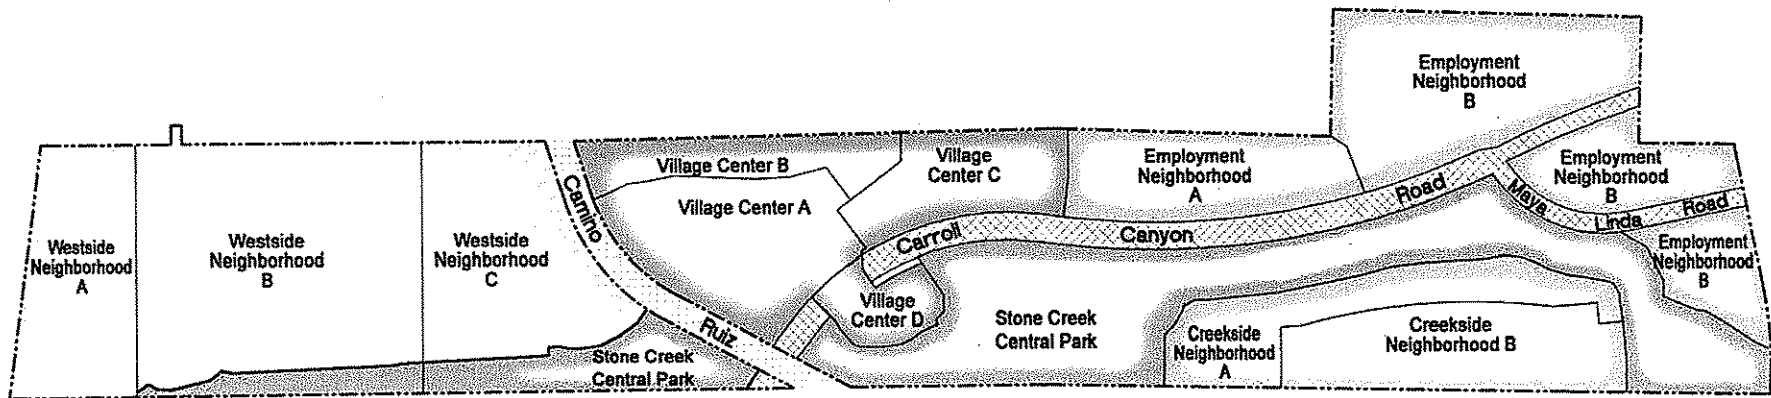 Westside
Neighborhood
A
Westside
Neighborhood
B
Westside
Neighborhood
C
Camino
Ruiz
Stone Creek
Central Park
Village Center B
Village Center A
Village
Center C
Village
Center D
Carroll
Canyon
Road
Employment
Neighborhood
A
Employment
Neighborhood
B
Employment
Neighborhood
B
Maya
Linda
Road
Employment
Neighborhood
B
Stone Creek
Central Park
Creekside
Neighborhood
A
Creekside
Neighborhood B